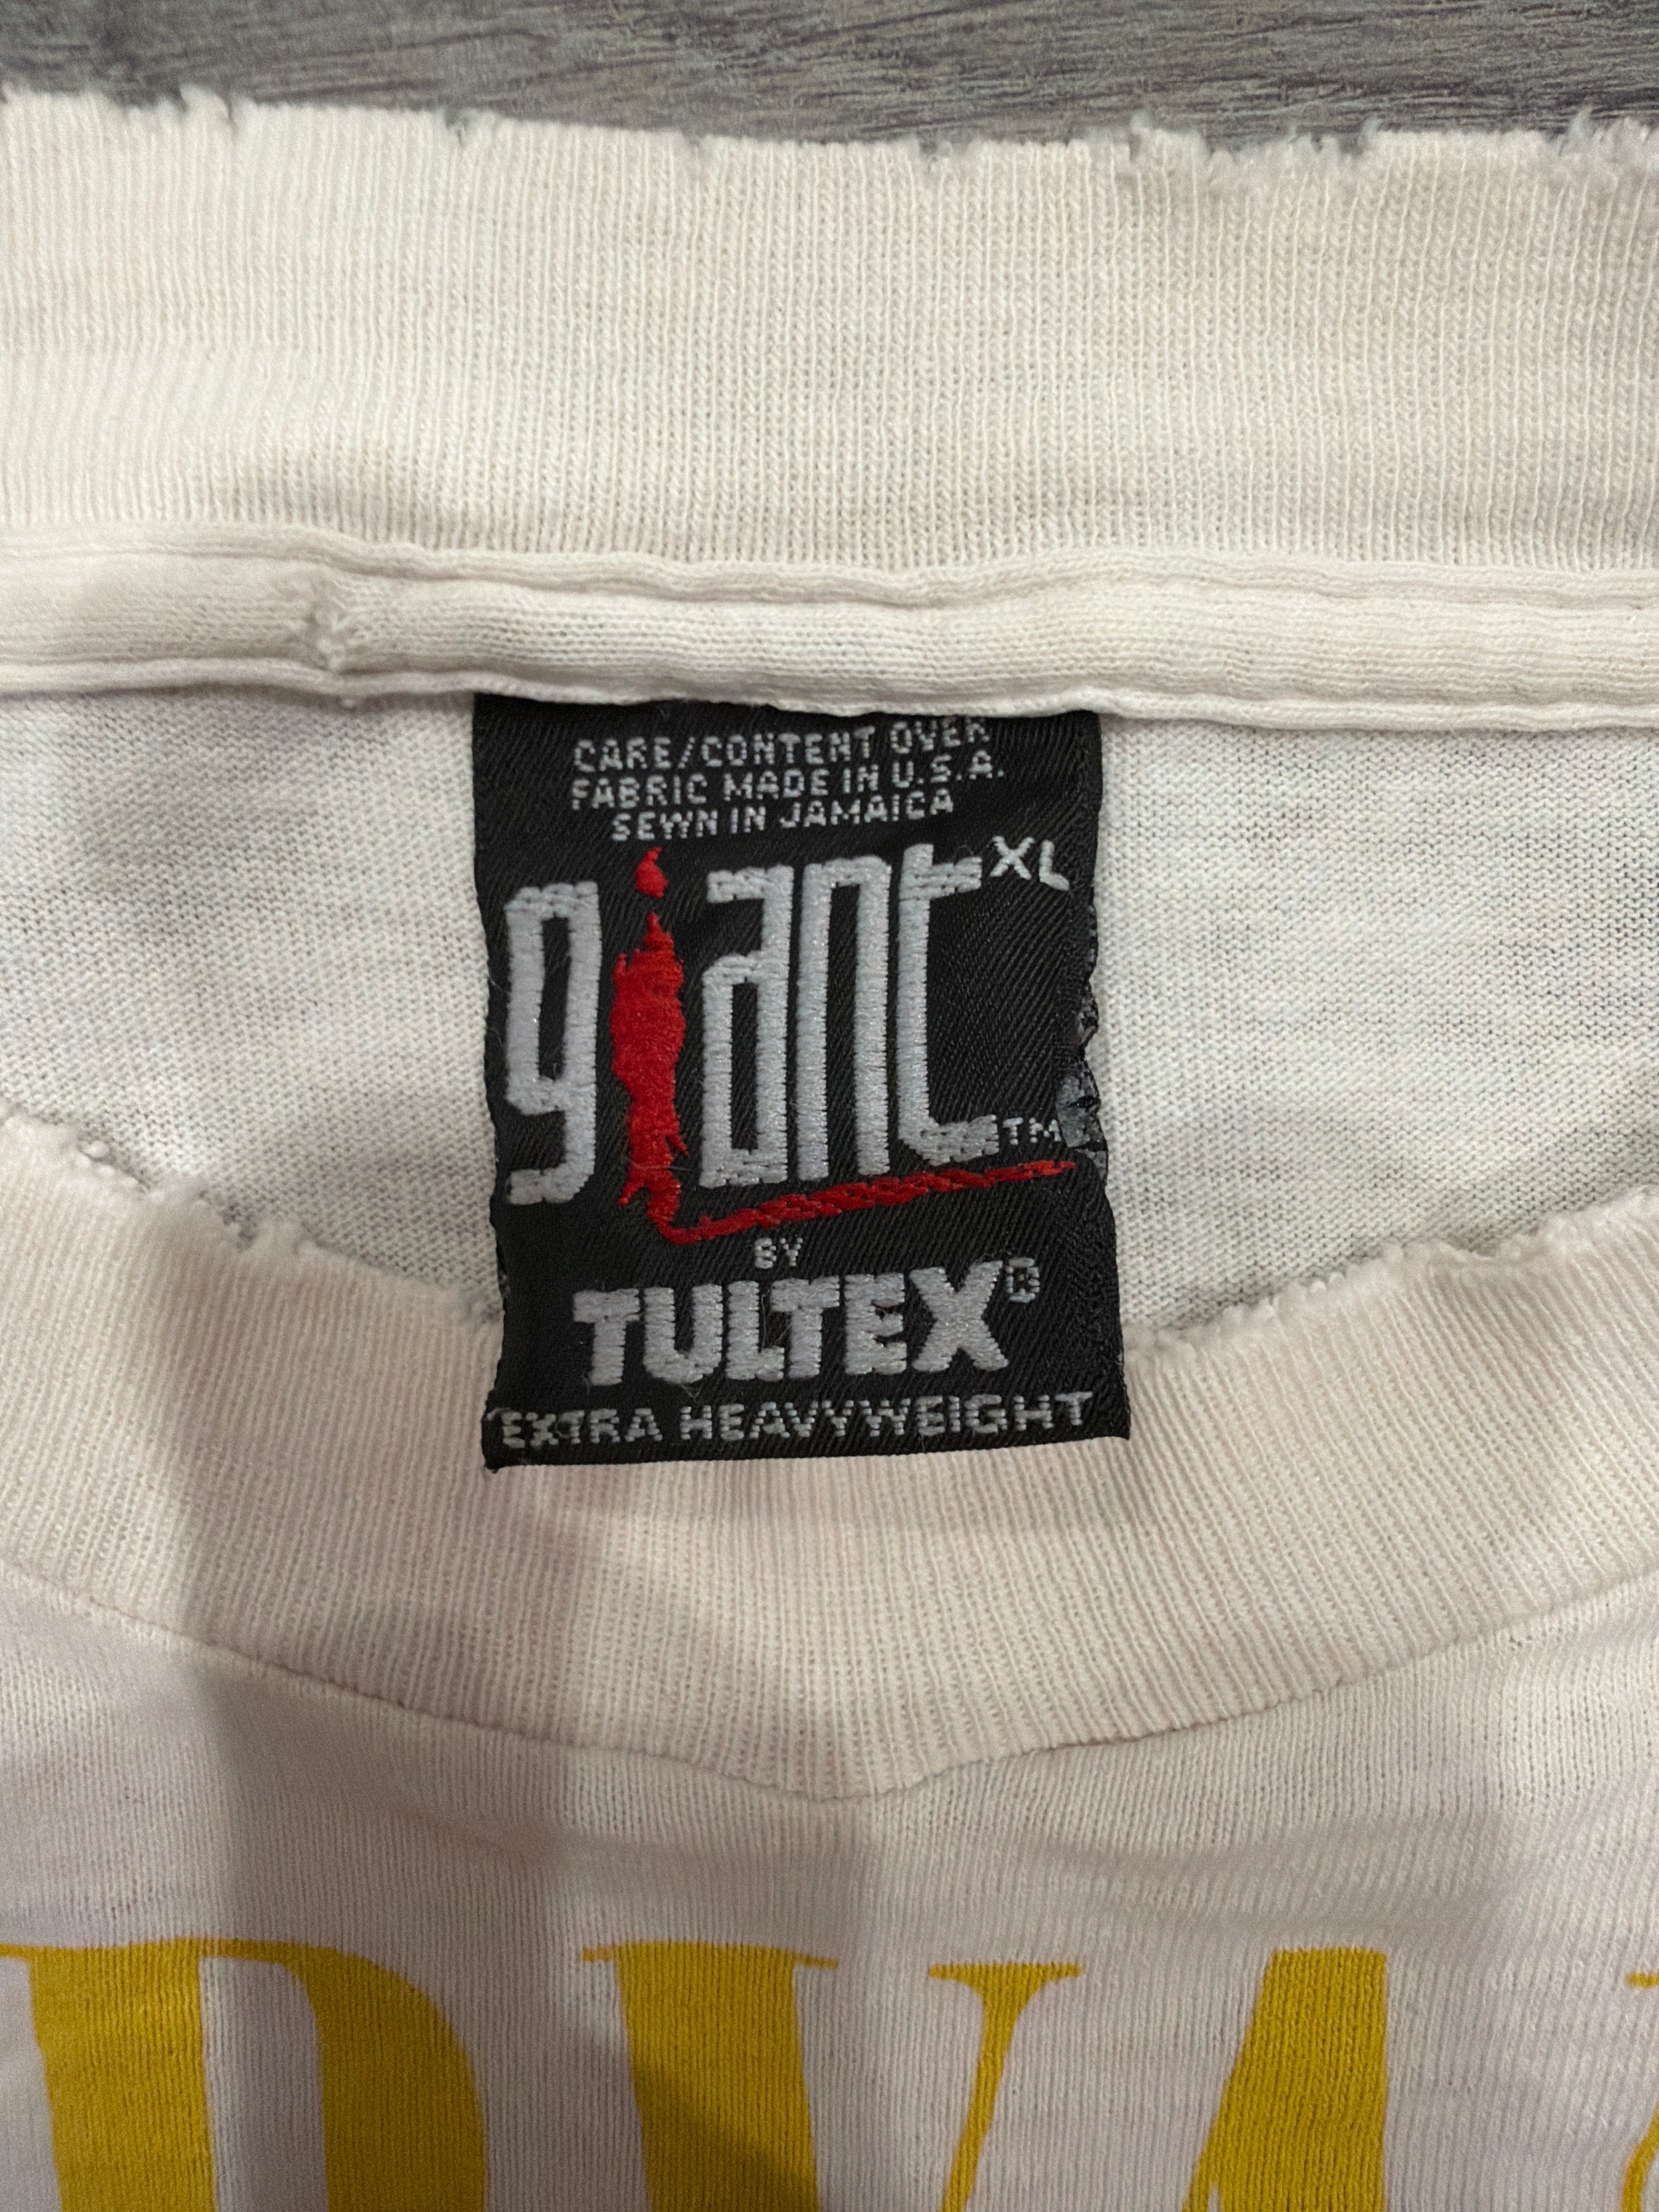 CARE/CONTENT OVER
FABRIC MADE IN U.S.A.
SEWN IN JAMAICA
giant XL
TM
BY
TULTEX®
EXTRA HEAVYWEIGHT